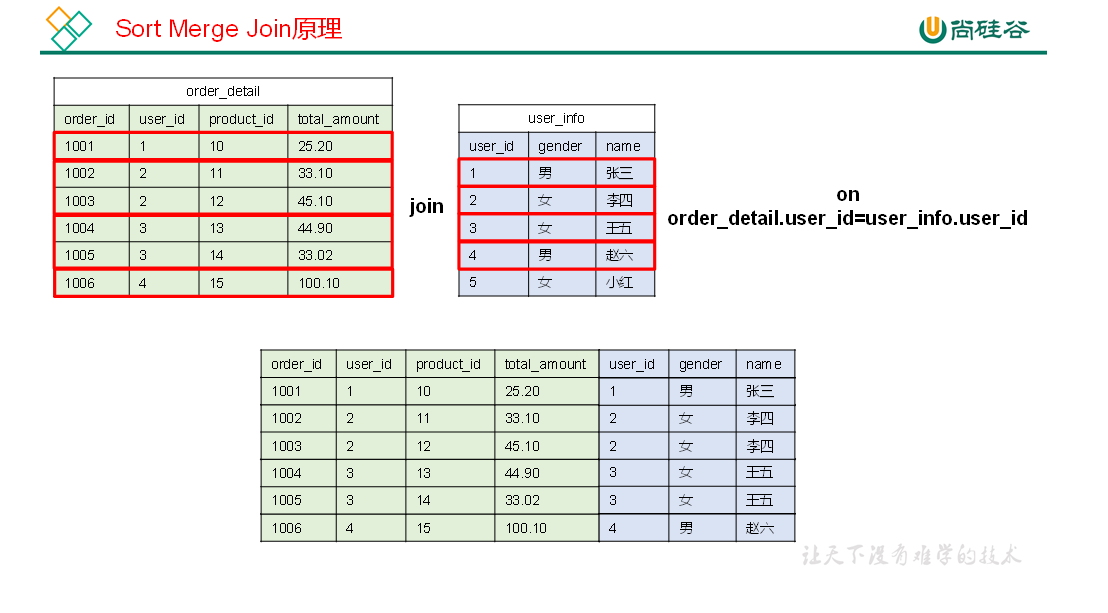 Sort Merge Join原理
尚硅谷
order_detail
order_id user_id product_id total_amount
1001 1 10 25.20
1002 2 11 33.10
1003 2 12 45.10
1004 3 13 44.90
1005 3 14 33.02
1006 4 15 100.10
join
user_info
user_id gender name
1 男 张三
2 女 李四
3 女 王五
4 男 赵六
5 女 小红
on
order_detail.user_id=user_info.user_id
order_id user_id product_id total_amount user_id gender name
1001 1 10 25.20 1 男 张三
1002 2 11 33.10 2 女 李四
1003 2 12 45.10 2 女 李四
1004 3 13 44.90 3 女 王五
1005 3 14 33.02 3 女 王五
1006 4 15 100.10 4 男 赵六
让天下没有难学的技术